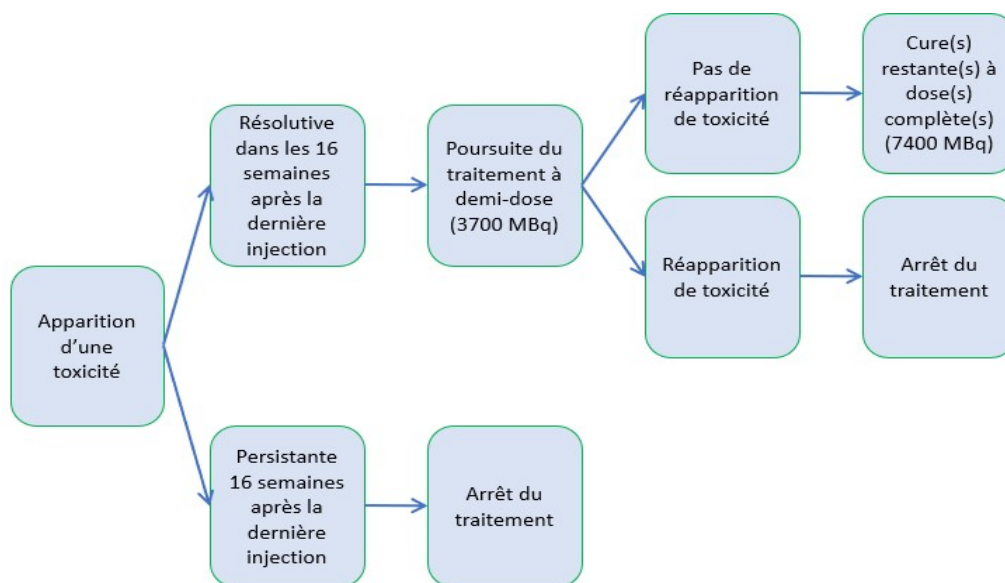 Apparition
d’une
toxicité
Résolutive
dans les 16
semaines
après la
dernière
injection
Poursuite du
traitement à
demi-dose
(3700 MBq)
Pas de
réapparition
de toxicité
Cure(s)
restante(s) à
dose(s)
complète(s)
(7400 MBq)
Réapparition
de toxicité
Arrêt du
traitement
Persistante
16 semaines
après la
dernière
injection
Arrêt du
traitement